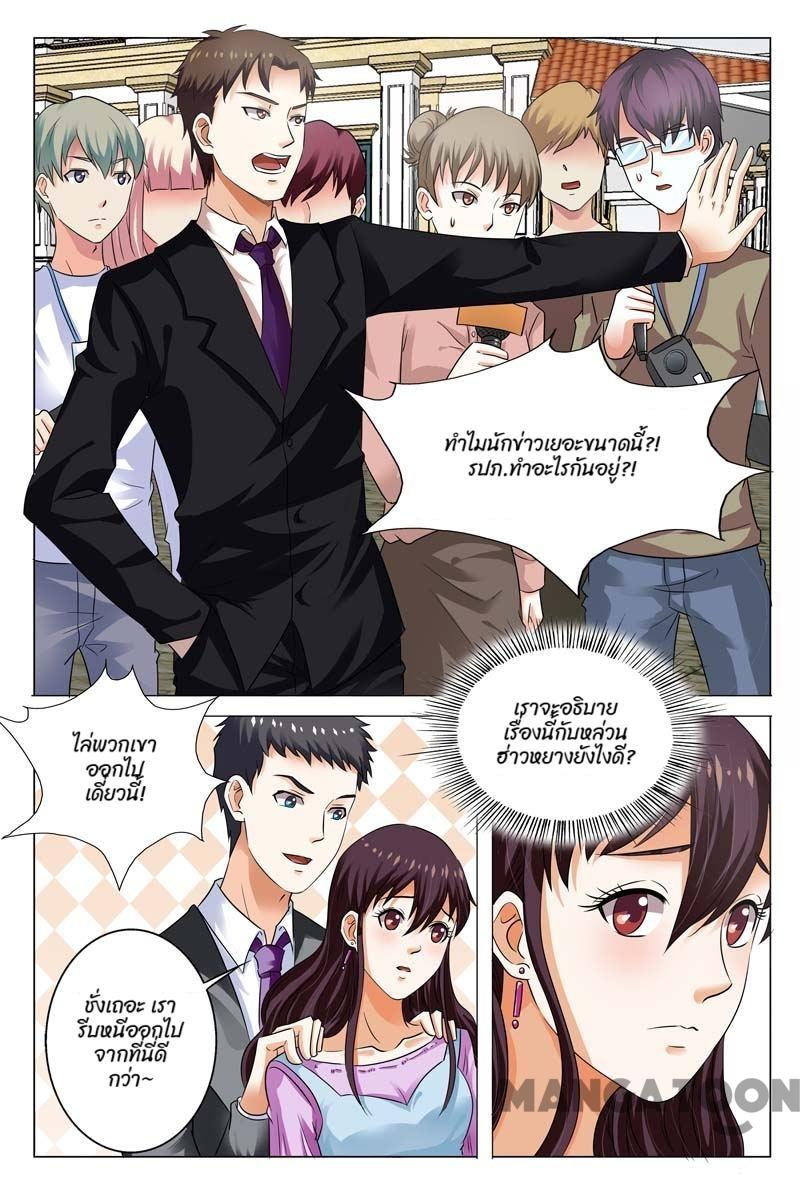 ทำไมนักข่าวเยอะขนาดนี้?!
รปภ.ทำอะไรกันอยู่?!
ไล่พวกเขา
ออกไป
เดี๋ยวนี้!
เราจะอธิบาย
เรื่องนี้กับหล่วน
ฮ่าวหยางยังไงดี?
ชั่งเถอะ เรา
รีบหนีออกไป
จากที่นี่ดี
กว่า~
MANGATOON